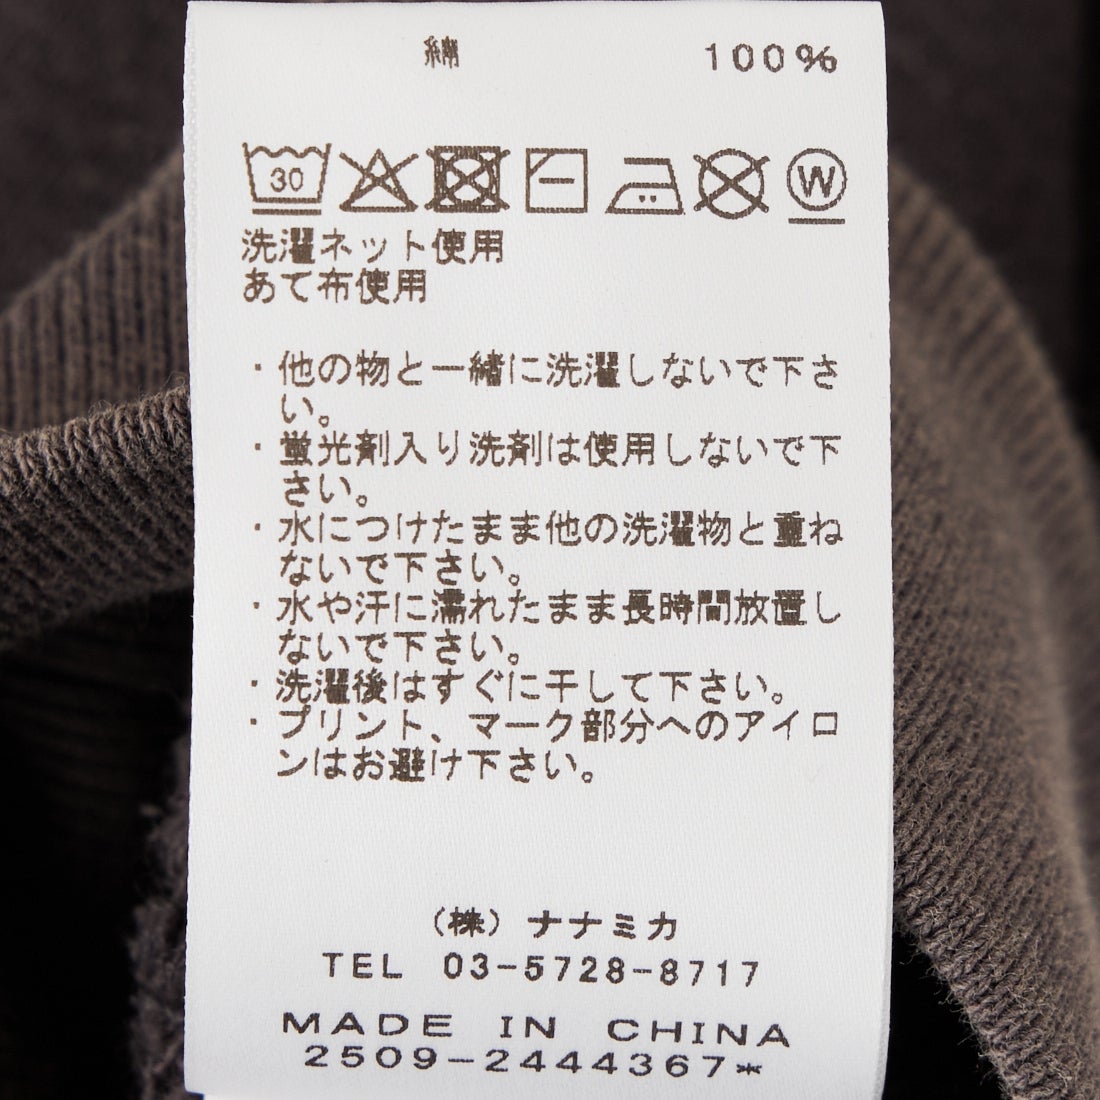 綿 100%
30
W
洗濯ネット使用
あて布使用
・他の物と一緒に洗濯しないで下さ
い。
・蛍光剤入り洗剤は使用しないで下
さい。
・水につけたまま他の洗濯物と重ね
ないで下さい。
・水や汗に濡れたまま長時間放置し
ないで下さい。
・洗濯後はすぐに干して下さい。
・プリント、マーク部分へのアイロ
ンはお避け下さい。
(株)ナナミカ
TEL 03-5728-8717
MADE IN CHINA
2509-2444367*